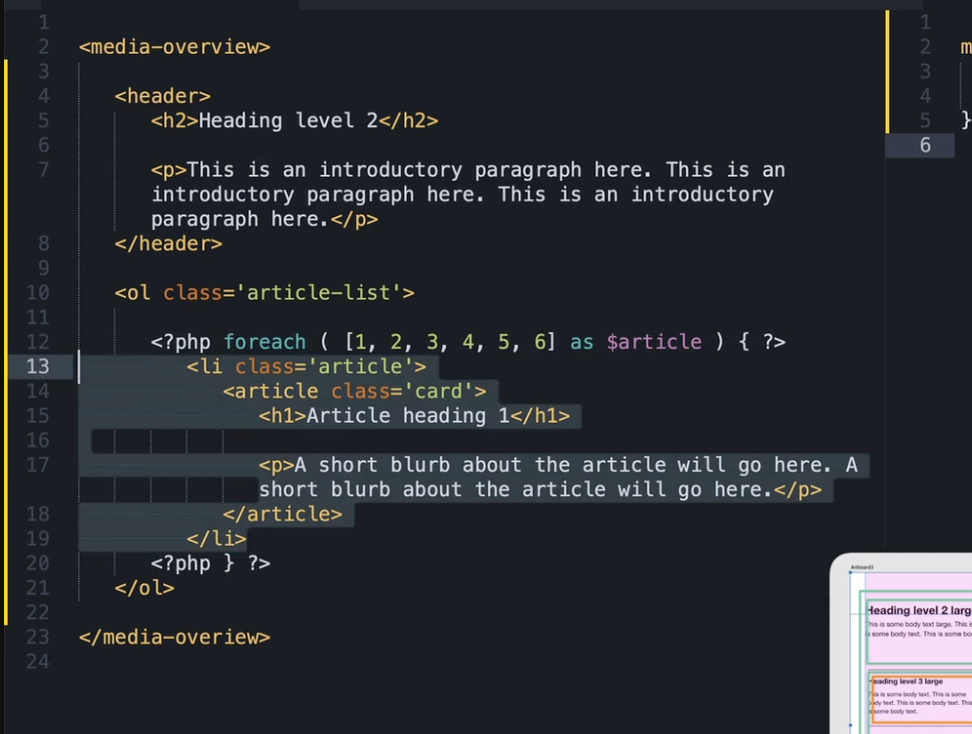 1
2 <media-overview>
3
4 <header>
5 <h2>Heading level 2</h2>
6
7 <p>This is an introductory paragraph here. This is an
introductory paragraph here. This is an introductory
paragraph here.</p>
8 </header>
9
10 <ol class='article-list'>
11
12 <?php foreach ( [1, 2, 3, 4, 5, 6] as $article ) { ?>
13 <li class='article'>
14 <article class='card'>
15 <h1>Article heading 1</h1>
16
17 <p>A short blurb about the article will go here. A
short blurb about the article will go here.</p>
18 </article>
19 </li>
20 <?php } ?>
21 </ol>
22
23 </media-overiew>
24
1
2 m
3
4
5 }
6
Heading level 2 larg
This is some body text large. This i
some body text. This is some bo
Heading level 3 large
This is some body text. This is some
body text. This is some body text. This
some body text.